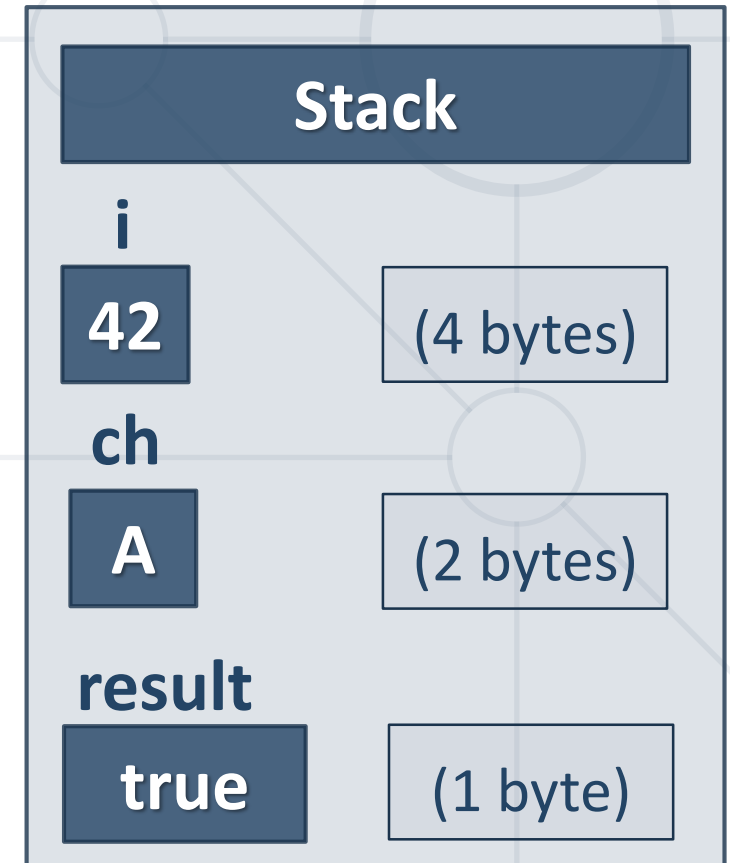 Stack
i
42
(4 bytes)
ch
A
(2 bytes)
result
true
(1 byte)